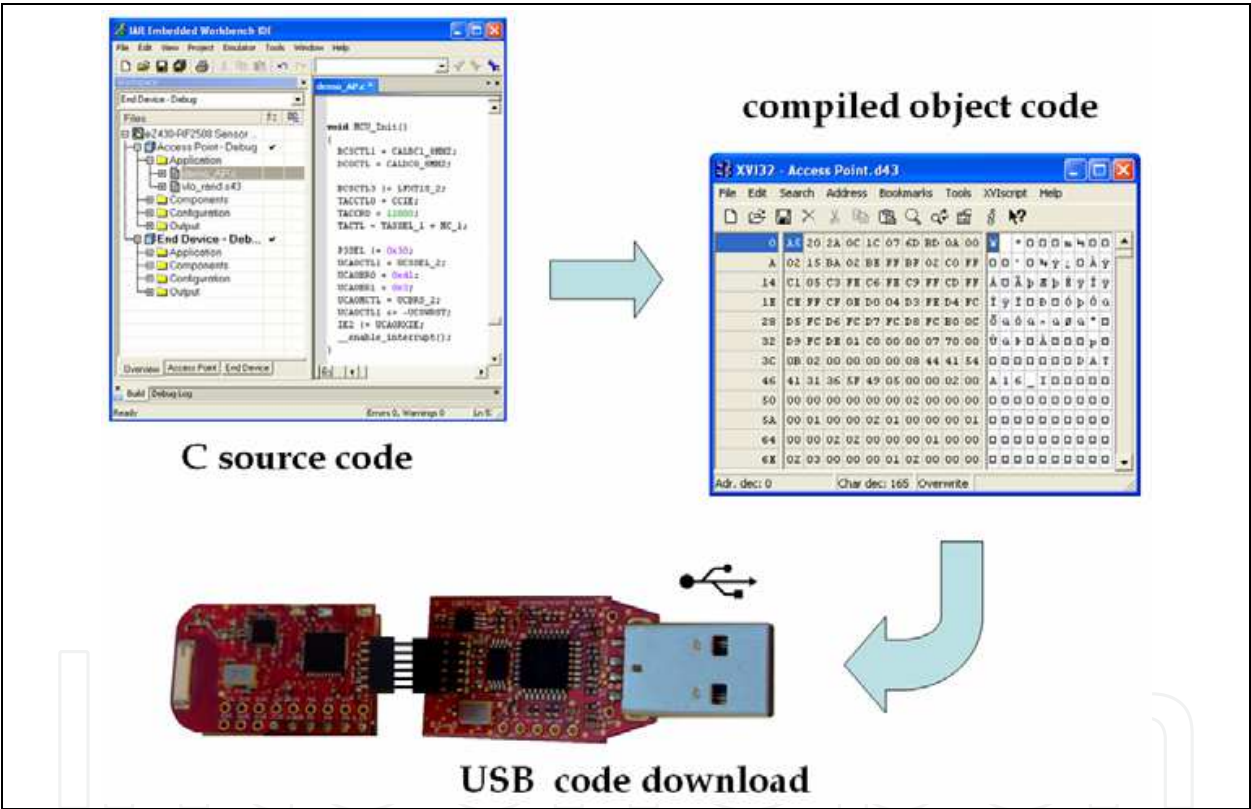 IAR Embedded Workbench IDE
File Edit View Project Emulator Tools Window Help
Workspace
End Device - Debug
Files
eZ430-RF2500 Sensor ...
Access Point - Debug
Application
demo_AP.c
vlo_rand.s43
Components
Configuration
Output
End Device - Deb...
Application
Components
Configuration
Output
Overview Access Point End Device
demo_AP.c *
void MCU_Init()
{
BCSCTL1 = CALBC1_8MHZ;
DCOCTL = CALDCO_8MHZ;
BCSCTL3 |= LFXT1S_2;
TACCTL0 = CCIE;
TACCR0 = 12000;
TACTL = TASSEL_1 + MC_1;
P3SEL |= 0x30;
UCA0CTL1 = UCSSEL_2;
UCA0BR0 = 0x41;
UCA0BR1 = 0x3;
UCA0MCTL = UCBRS_2;
UCA0CTL1 &= ~UCSWRST;
IE2 |= UCA0RXIE;
__enable_interrupt();
}
Build Debug Log
Ready Errors 0, Warnings 0
C source code
compiled object code
XVI32 - Access Point.d43
File Edit Search Address Bookmarks Tools XVIscript Help
0 A5 20 2A 0C 1C 07 6D BD 0A 00
A 02 15 BA 02 BE FF BF 02 C0 FF
14 C1 05 C3 FE C6 FE C9 FF CD FF
1E CE FF CF 0E D0 04 D3 FE D4 FC
28 D5 FC D6 FC D7 FC D8 FC B0 0C
32 D9 FC DE 01 C0 00 00 07 70 00
3C 0B 02 00 00 00 00 08 44 41 54
46 41 31 36 5F 49 05 00 00 02 00
50 00 00 00 00 00 00 02 00 00 00
5A 00 01 00 00 02 01 00 00 00 01
64 00 00 02 02 00 00 00 01 00 00
6E 02 03 00 00 00 01 02 00 00 00
Adr. dec: 0 Char dec: 165 Overwrite
USB code download